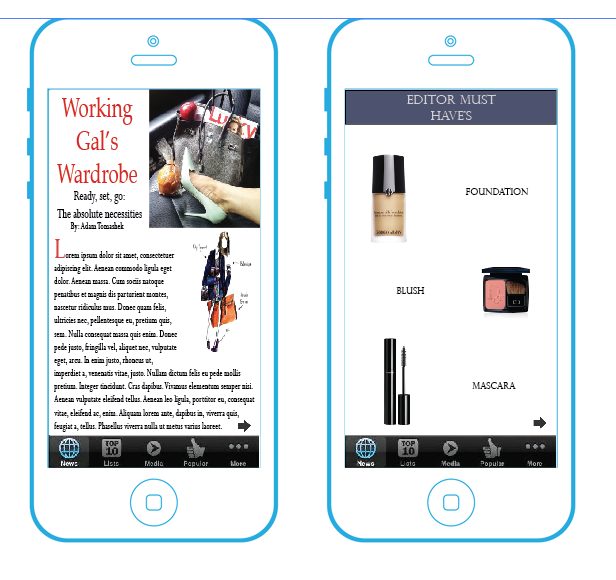 Working
Gal's
Wardrobe
Ready, set, go:
The absolute necessities
By: Adam Tomashek
Lucky
Lorem ipsum dolor sit amet, consectetuer
adipiscing elit. Aenean commodo ligula eget
dolor. Aenean massa. Cum sociis natoque
penatibus et magnis dis parturient montes,
nascetur ridiculus mus. Donec quam felis,
ultricies nec, pellentesque eu, pretium quis,
sem. Nulla consequat massa quis enim. Donec
pede justo, fringilla vel, aliquet nec, vulputate
eget, arcu. In enim justo, rhoncus ut,
imperdiet a, venenatis vitae, justo. Nullam dictum felis eu pede mollis
pretium. Integer tincidunt. Cras dapibus. Vivamus elementum semper nisi.
Aenean vulputate eleifend tellus. Aenean leo ligula, porttitor eu, consequat
vitae, eleifend ac, enim. Aliquam lorem ante, dapibus in, viverra quis,
feugiat a, tellus. Phasellus viverra nulla ut metus varius laoreet.
TOP
10
News Lists Media Popular More
EDITOR MUST
HAVE'S
FOUNDATION
BLUSH
MASCARA
TOP
10
News Lists Media Popular More